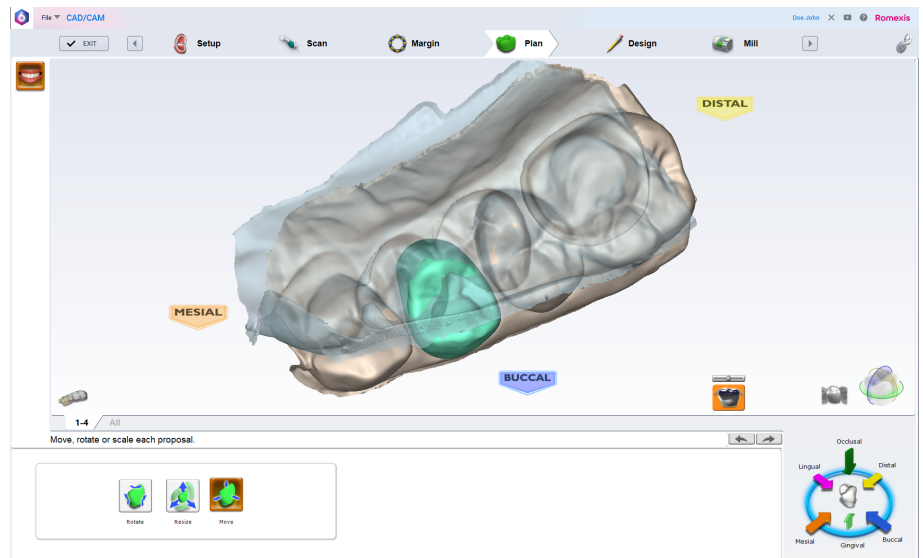 File CAD/CAM Doe John Romexis
EXIT Setup Scan Margin Plan Design Mill
DISTAL
MESIAL
BUCCAL
1-4 All
Move, rotate or scale each proposal.
Occlusal
Lingual Distal
Rotate Resize Move
Mesial Buccal
Gingival